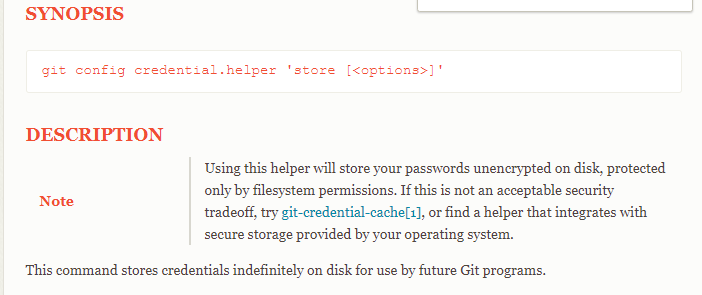 SYNOPSIS
git config credential.helper 'store [<options>]'
DESCRIPTION
Note
Using this helper will store your passwords unencrypted on disk, protected
only by filesystem permissions. If this is not an acceptable security
tradeoff, try git-credential-cache[1], or find a helper that integrates with
secure storage provided by your operating system.
This command stores credentials indefinitely on disk for use by future Git programs.